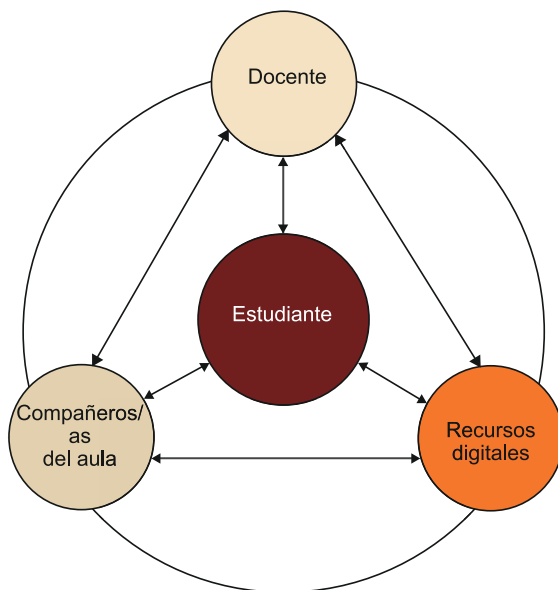 Docente
Estudiante
Compañeros/
as
del aula
Recursos
digitales